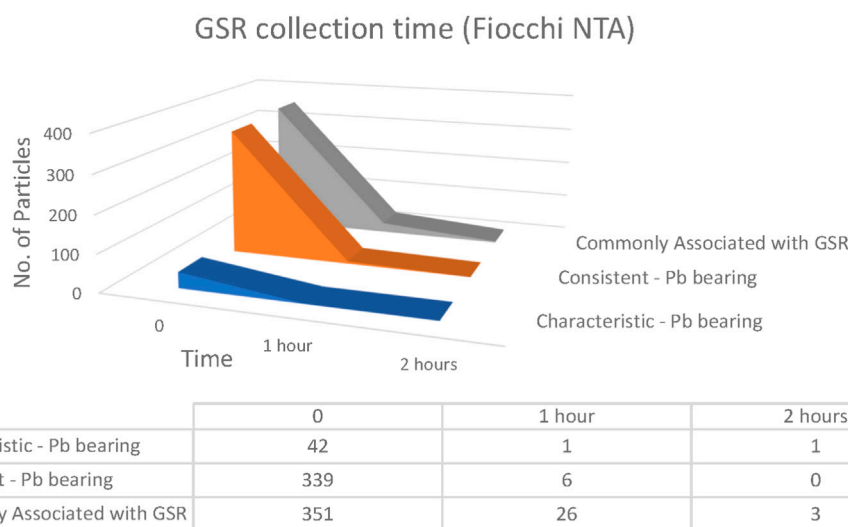 GSR collection time (Fiocchi NTA)
No. of Particles
400
300
200
100
0
0
1 hour
2 hours
Time
Commonly Associated with GSR
Consistent - Pb bearing
Characteristic - Pb bearing
0 1 hour 2 hours
istic - Pb bearing 42 1 1
t - Pb bearing 339 6 0
y Associated with GSR 351 26 3